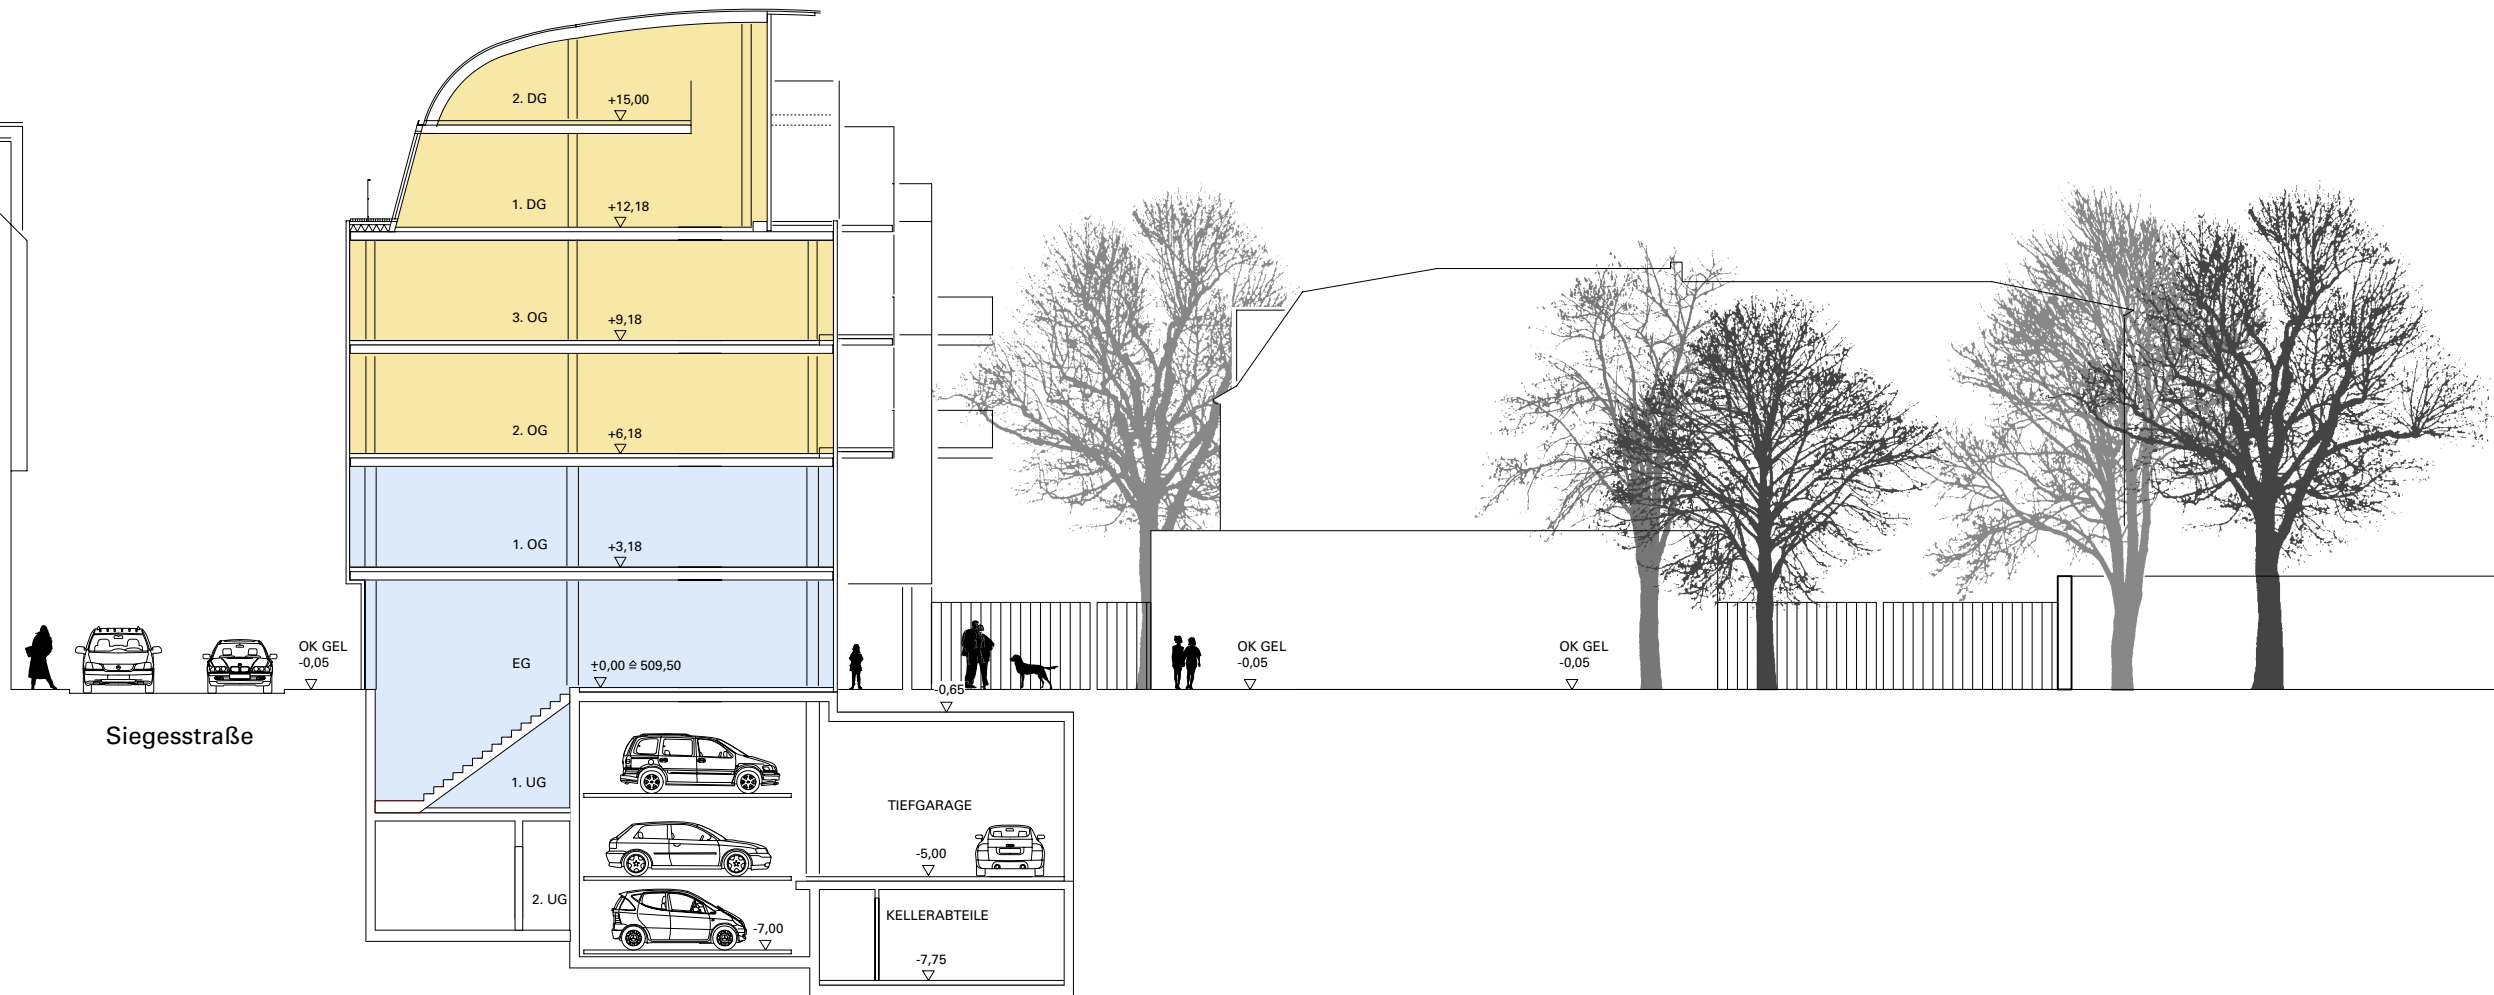 2. DG
+15,00
1. DG
+12,18
3. OG
+9,18
2. OG
+6,18
1. OG
+3,18
OK GEL
-0,05
EG
±0,00 ≙ 509,50
OK GEL
-0,05
OK GEL
-0,05
-0,65
Siegesstraße
1. UG
TIEFGARAGE
-5,00
2. UG
KELLERABTEILE
-7,00
-7,75